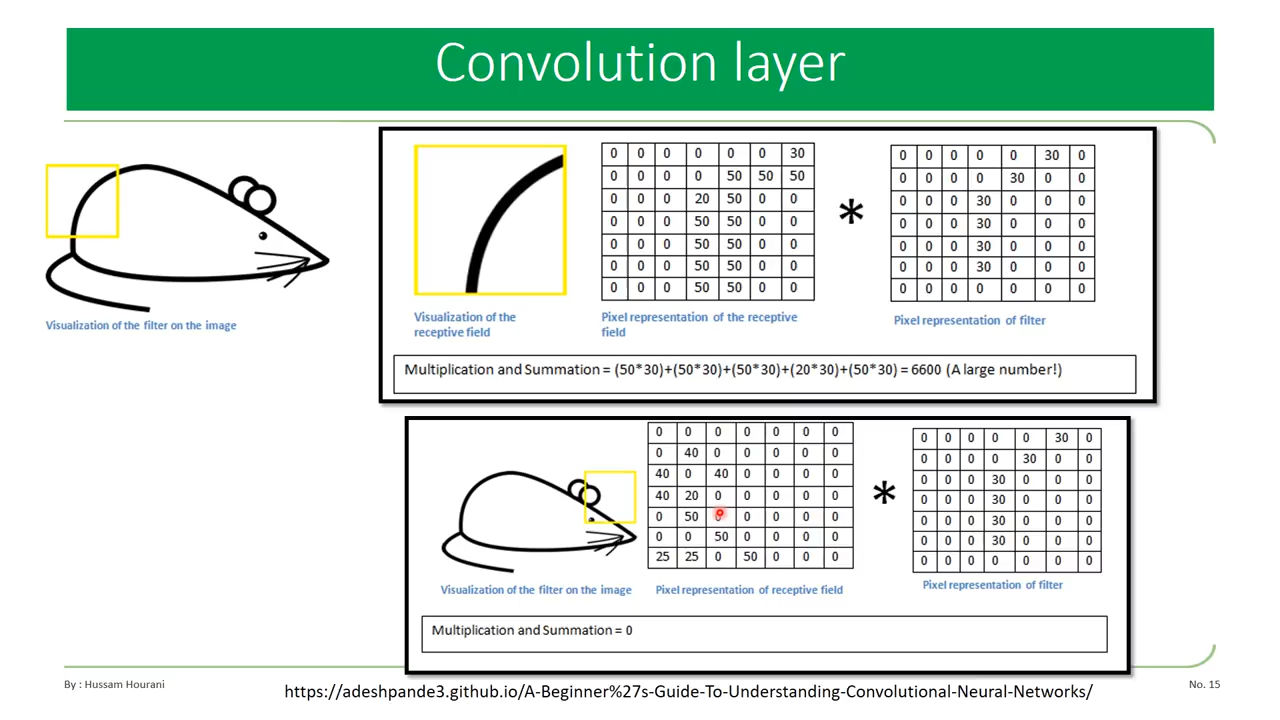 Convolution layer
0 0 0 0 0 0 30
0 0 0 0 50 50 50
0 0 0 20 50 0 0
0 0 0 50 50 0 0
0 0 0 50 50 0 0
0 0 0 50 50 0 0
0 0 0 50 50 0 0
*
0 0 0 0 0 30 0
0 0 0 0 30 0 0
0 0 0 30 0 0 0
0 0 0 30 0 0 0
0 0 0 30 0 0 0
0 0 0 30 0 0 0
0 0 0 0 0 0 0
Visualization of the filter on the image
Visualization of the
receptive field
Pixel representation of the receptive
field
Pixel representation of filter
Multiplication and Summation = (50*30)+(50*30)+(50*30)+(20*30)+(50*30) = 6600 (A large number!)
0 0 0 0 0 0 0
0 40 0 0 0 0 0
40 0 40 0 0 0 0
40 20 0 0 0 0 0
0 50 0 0 0 0 0
0 0 50 0 0 0 0
25 25 0 50 0 0 0
*
0 0 0 0 0 30 0
0 0 0 0 30 0 0
0 0 0 30 0 0 0
0 0 0 30 0 0 0
0 0 0 30 0 0 0
0 0 0 30 0 0 0
0 0 0 0 0 0 0
Visualization of the filter on the image
Pixel representation of receptive field
Pixel representation of filter
Multiplication and Summation = 0
By : Hussam Hourani
https://adeshpande3.github.io/A-Beginner%27s-Guide-To-Understanding-Convolutional-Neural-Networks/
No. 15